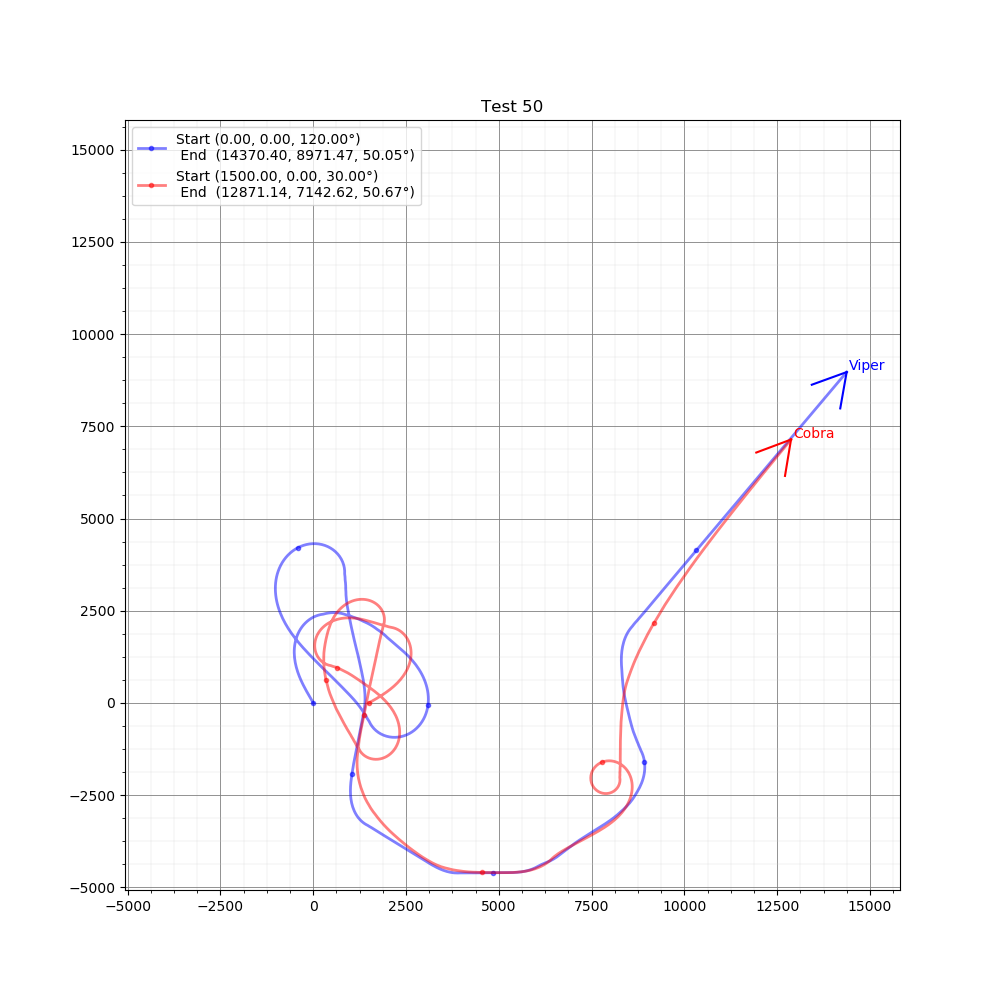 Test 50
Start (0.00, 0.00, 120.00°)
End (14370.40, 8971.47, 50.05°)
Start (1500.00, 0.00, 30.00°)
End (12871.14, 7142.62, 50.67°)
15000
12500
10000
7500
5000
2500
0
−2500
−5000
Viper
Cobra
−5000 −2500 0 2500 5000 7500 10000 12500 15000